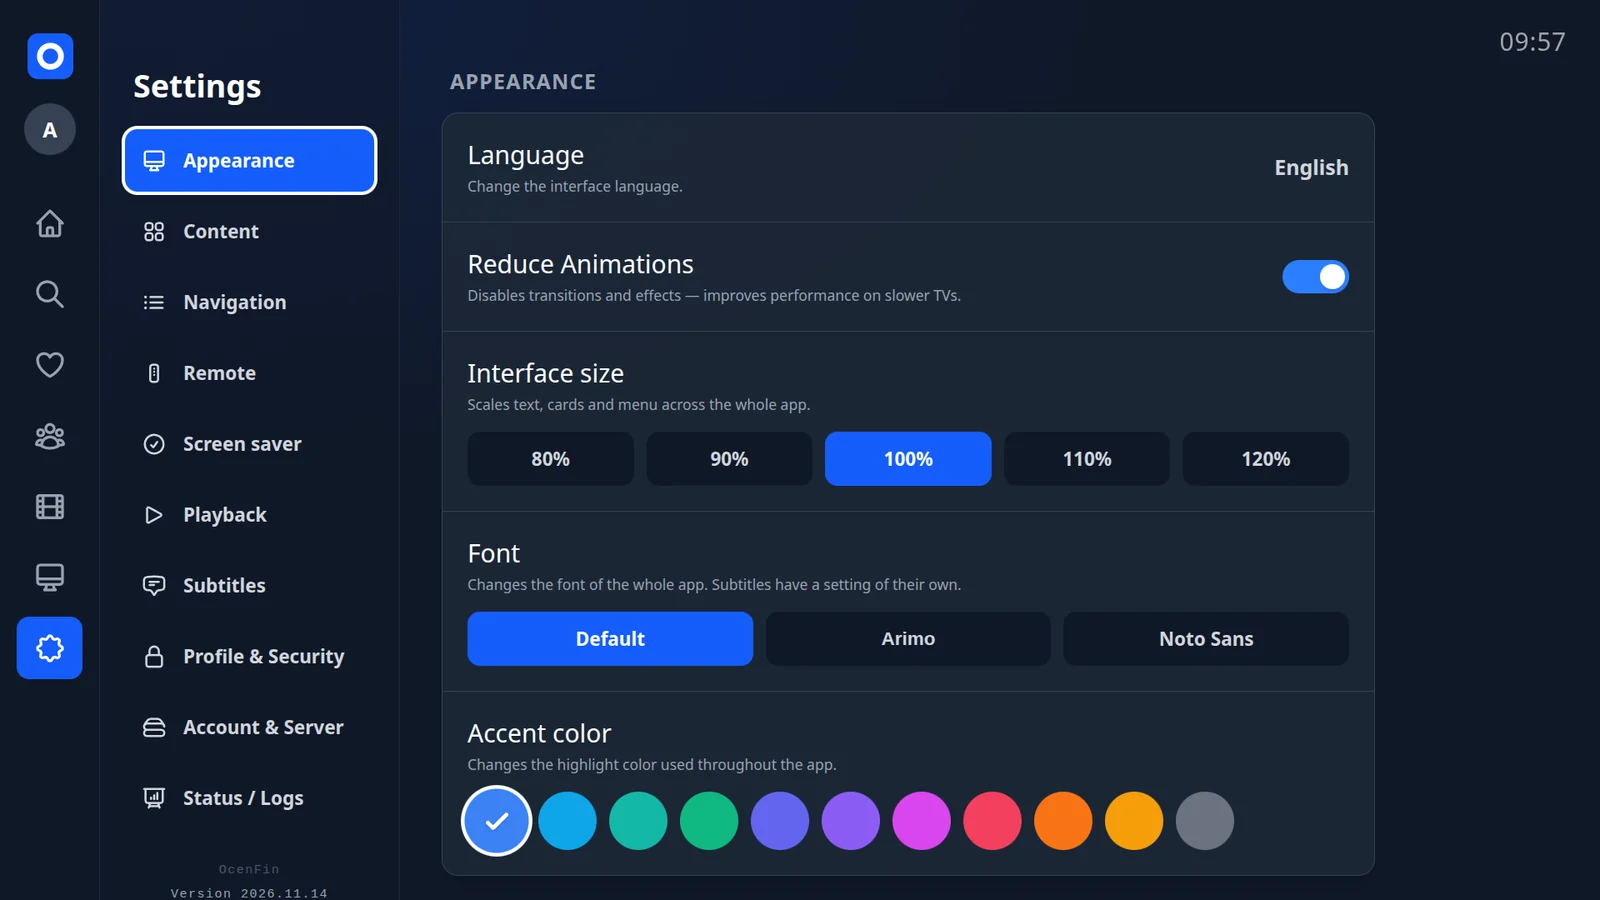 09:57
A
Settings
Appearance
Content
Navigation
Remote
Screen saver
Playback
Subtitles
Profile & Security
Account & Server
Status / Logs
OcenFin
Version 2026.11.14
APPEARANCE
Language
Change the interface language.
English
Reduce Animations
Disables transitions and effects — improves performance on slower TVs.
Interface size
Scales text, cards and menu across the whole app.
80%
90%
100%
110%
120%
Font
Changes the font of the whole app. Subtitles have a setting of their own.
Default
Arimo
Noto Sans
Accent color
Changes the highlight color used throughout the app.